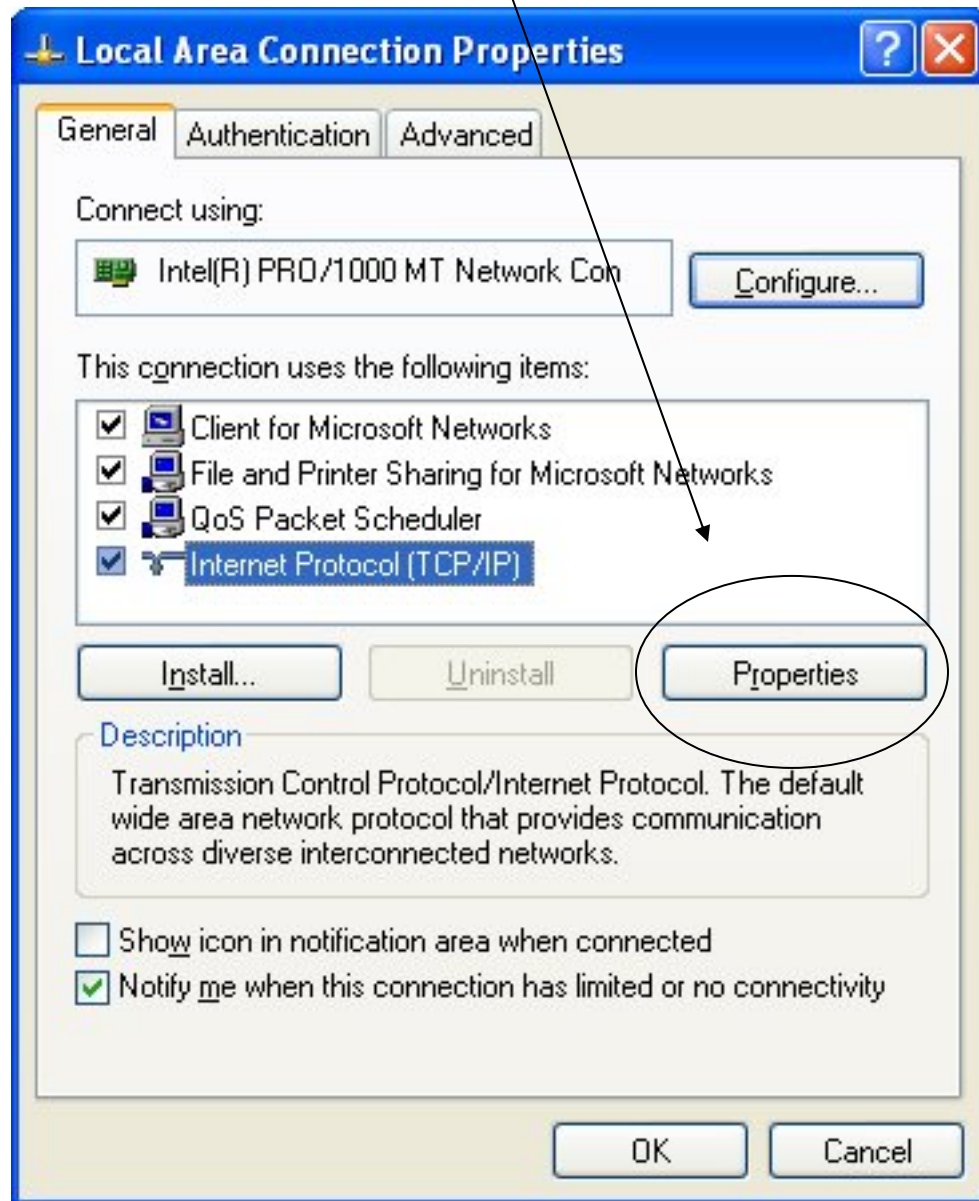 Local Area Connection Properties
General Authentication Advanced
Connect using:
Intel(R) PRO/1000 MT Network Con
Configure...
This connection uses the following items:
Client for Microsoft Networks
File and Printer Sharing for Microsoft Networks
QoS Packet Scheduler
Internet Protocol (TCP/IP)
Install... Uninstall Properties
Description
Transmission Control Protocol/Internet Protocol. The default
wide area network protocol that provides communication
across diverse interconnected networks.
Show icon in notification area when connected
Notify me when this connection has limited or no connectivity
OK Cancel